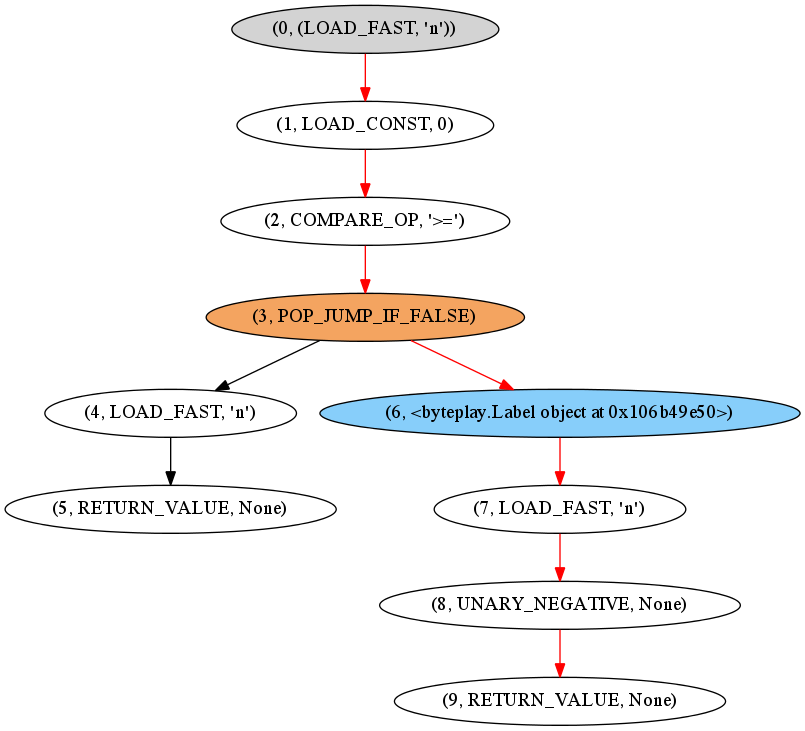 (0, (LOAD_FAST, 'n'))
(1, LOAD_CONST, 0)
(2, COMPARE_OP, '>=')
(3, POP_JUMP_IF_FALSE)
(4, LOAD_FAST, 'n')
(6, <byteplay.Label object at 0x106b49e50>)
(5, RETURN_VALUE, None)
(7, LOAD_FAST, 'n')
(8, UNARY_NEGATIVE, None)
(9, RETURN_VALUE, None)